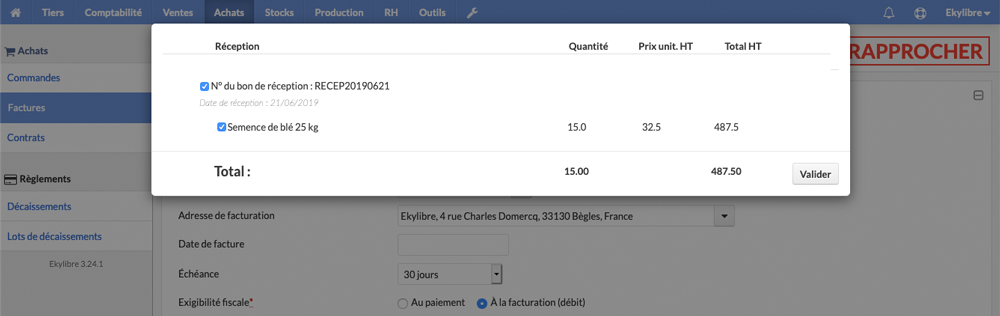 Tiers Comptabilité Ventes Achats Stocks Production RH Outils Ekylibre
Achats
Commandes
Factures
Contrats
Règlements
Décaissements
Lots de décaissements
Ekylibre 3.24.1
RAPPROCHER
Réception Quantité Prix unit. HT Total HT
N° du bon de réception : RECEP20190621
Date de réception : 21/06/2019
Semence de blé 25 kg 15.0 32.5 487.5
Total : 15.00 487.50 Valider
Adresse de facturation Ekylibre, 4 rue Charles Domercq, 33130 Bègles, France
Date de facture
Échéance 30 jours
Exigibilité fiscale* Au paiement À la facturation (débit)